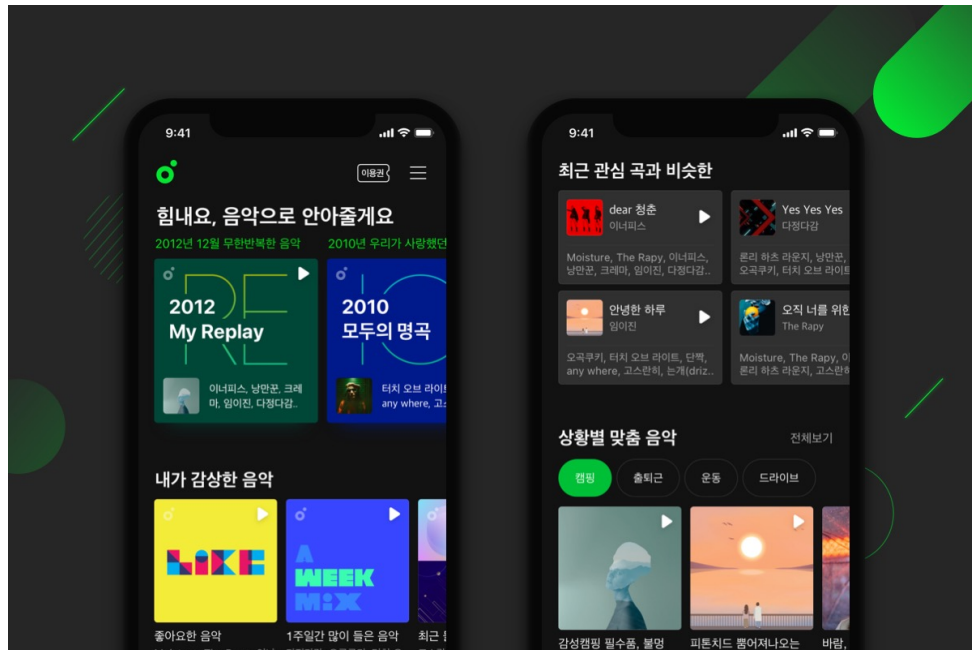 9:41
이용권
힘내요, 음악으로 안아줄게요
2012년 12월 무한반복한 음악
2010년 우리가 사랑했던
RE
2012
My Replay
이너피스, 낭만꾼, 크레
마, 임이진, 다정다감..
10
2010
모두의 명곡
터치 오브 라이
any where, 고
내가 감상한 음악
LIKE
A
WEEK
MiX
좋아요한 음악
1주일간 많이 들은 음악
최근
9:41
최근 관심 곡과 비슷한
dear 청춘
이너피스
Moisture, The Rapy, 이너피스,
낭만꾼, 크레마, 임이진, 다정다감..
Yes Yes Yes
다정다감
론리 하츠 라운지, 낭만꾼,
오곡쿠키, 터치 오브 라이트
안녕한 하루
임이진
오곡쿠키, 터치 오브 라이트, 단짝,
any where, 고스란히, 는개(driz..
오직 너를 위한
The Rapy
Moisture, The Rapy,
론리 하츠 라운지, 고스란히
상황별 맞춤 음악
전체보기
캠핑
출퇴근
운동
드라이브
감성캠핑 필수품, 불멍
피톤치드 뿜어져나오는
바람,